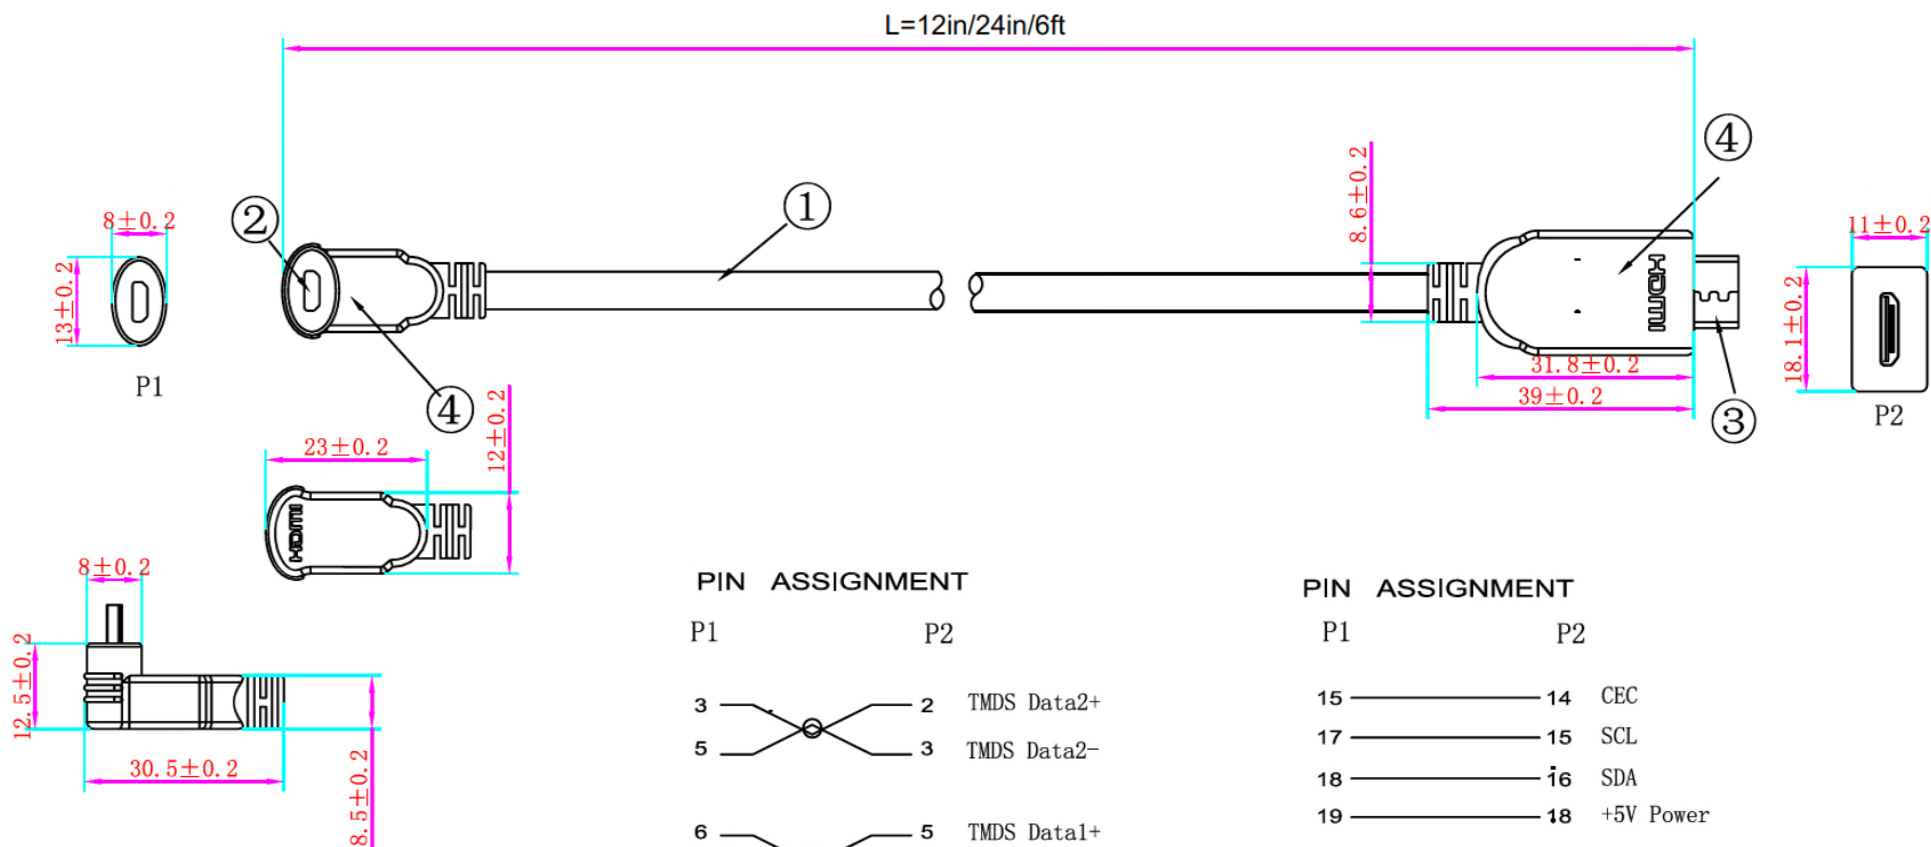 L=12in/24in/6ft
④
8.6±0.2
①
②
8±0.2
11±0.2
13±0.2
HDMI
18.1±0.2
P1
31.8±0.2
39±0.2
④
③
P2
12±0.2
23±0.2
HDMI
8±0.2
12.5±0.2
30.5±0.2
8.5±0.2
PIN ASSIGNMENT
P1 P2
3 2 TMDS Data2+
5 3 TMDS Data2-
6 5 TMDS Data1+
PIN ASSIGNMENT
P1 P2
15 14 CEC
17 15 SCL
18 16 SDA
19 18 +5V Power